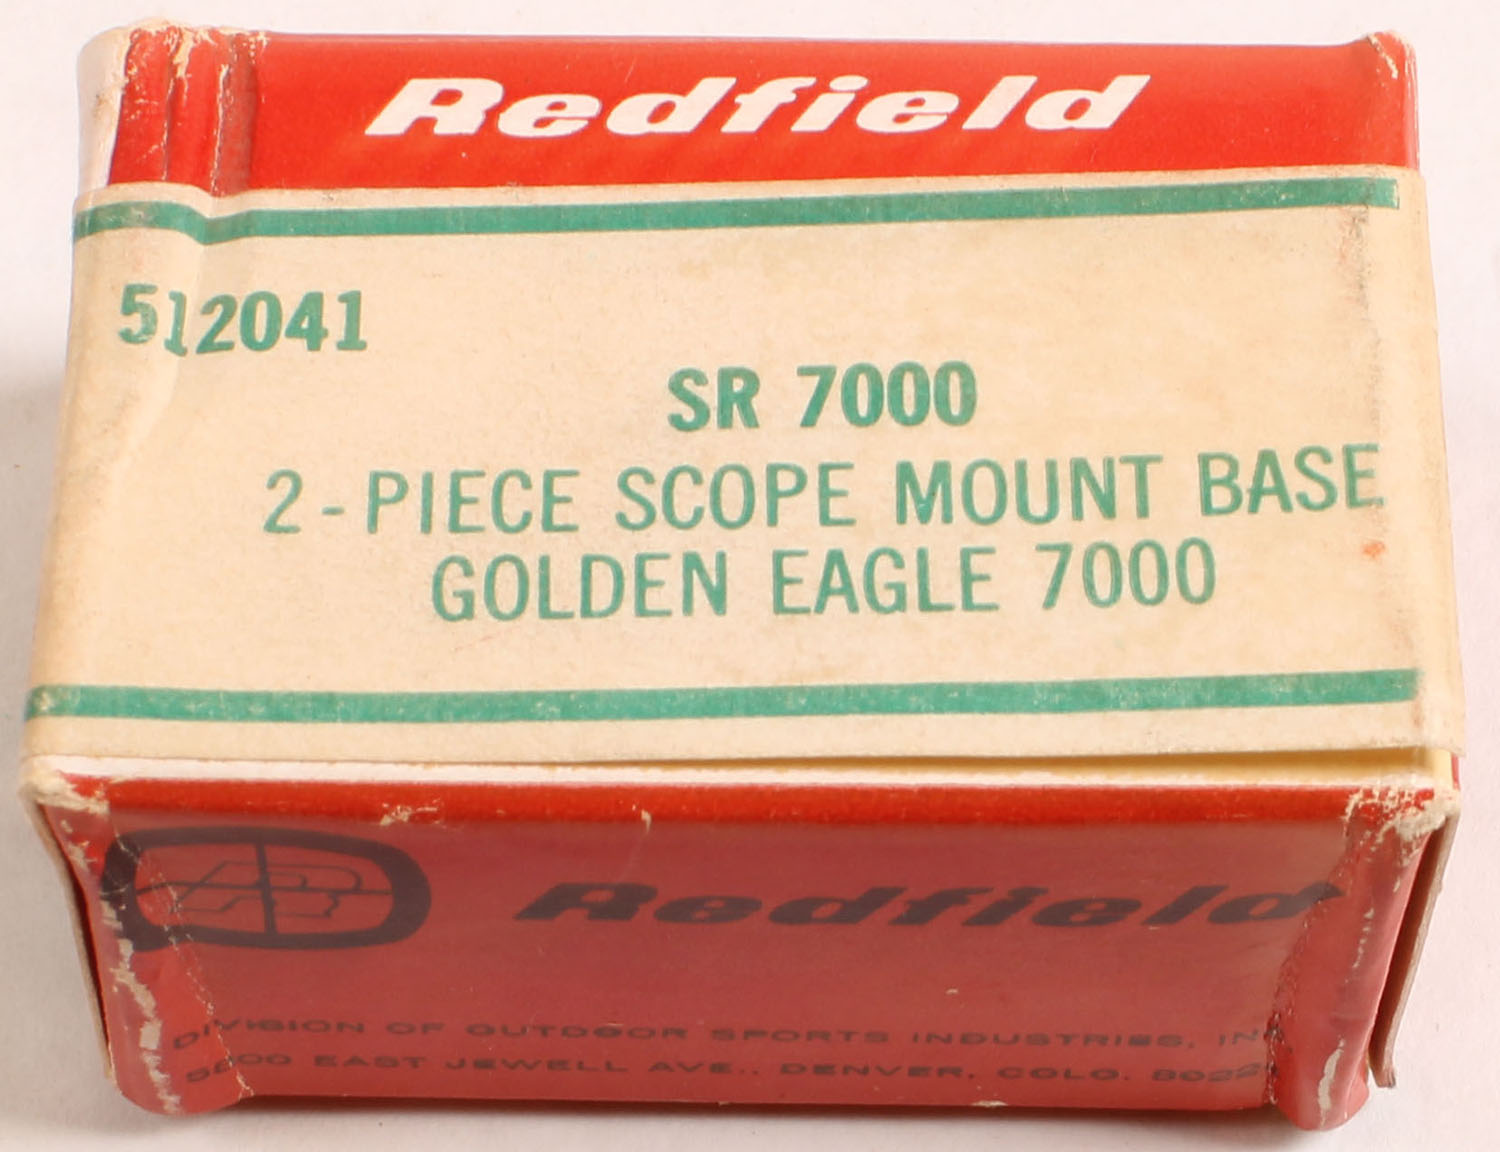 Redfield
512041
SR 7000
2-PIECE SCOPE MOUNT BASE
GOLDEN EAGLE 7000
Redfield
DIVISION OF OUTDOOR SPORTS INDUSTRIES,
EAST JEWELL AVE., DENVER, COLO.